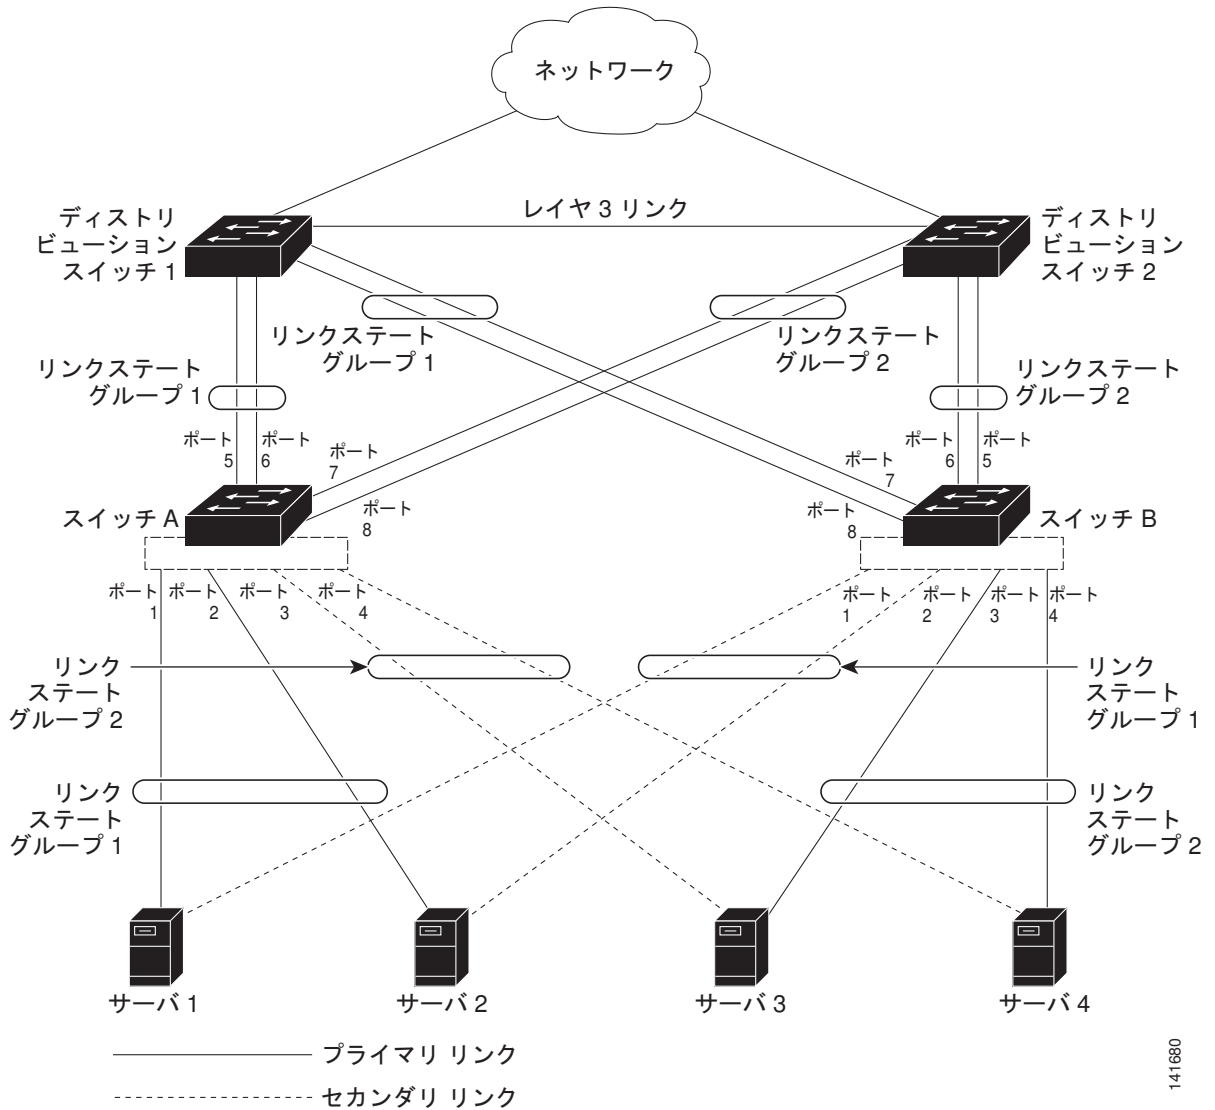 ネットワーク
レイヤ 3 リンク
ディストリ
ビューション
スイッチ 1
ディストリ
ビューション
スイッチ 2
リンクステート
グループ 1
リンクステート
グループ 2
リンクステート
グループ 1
リンクステート
グループ 2
ポート
5
ポート
6
ポート
7
ポート
8
ポート
6
ポート
5
ポート
7
ポート
8
スイッチ A
スイッチ B
ポート
1
ポート
2
ポート
3
ポート
4
ポート
1
ポート
2
ポート
3
ポート
4
リンク
ステート
グループ 2
リンク
ステート
グループ 1
リンク
ステート
グループ 1
リンク
ステート
グループ 2
サーバ 1
サーバ 2
サーバ 3
サーバ 4
プライマリ リンク
セカンダリ リンク
141680